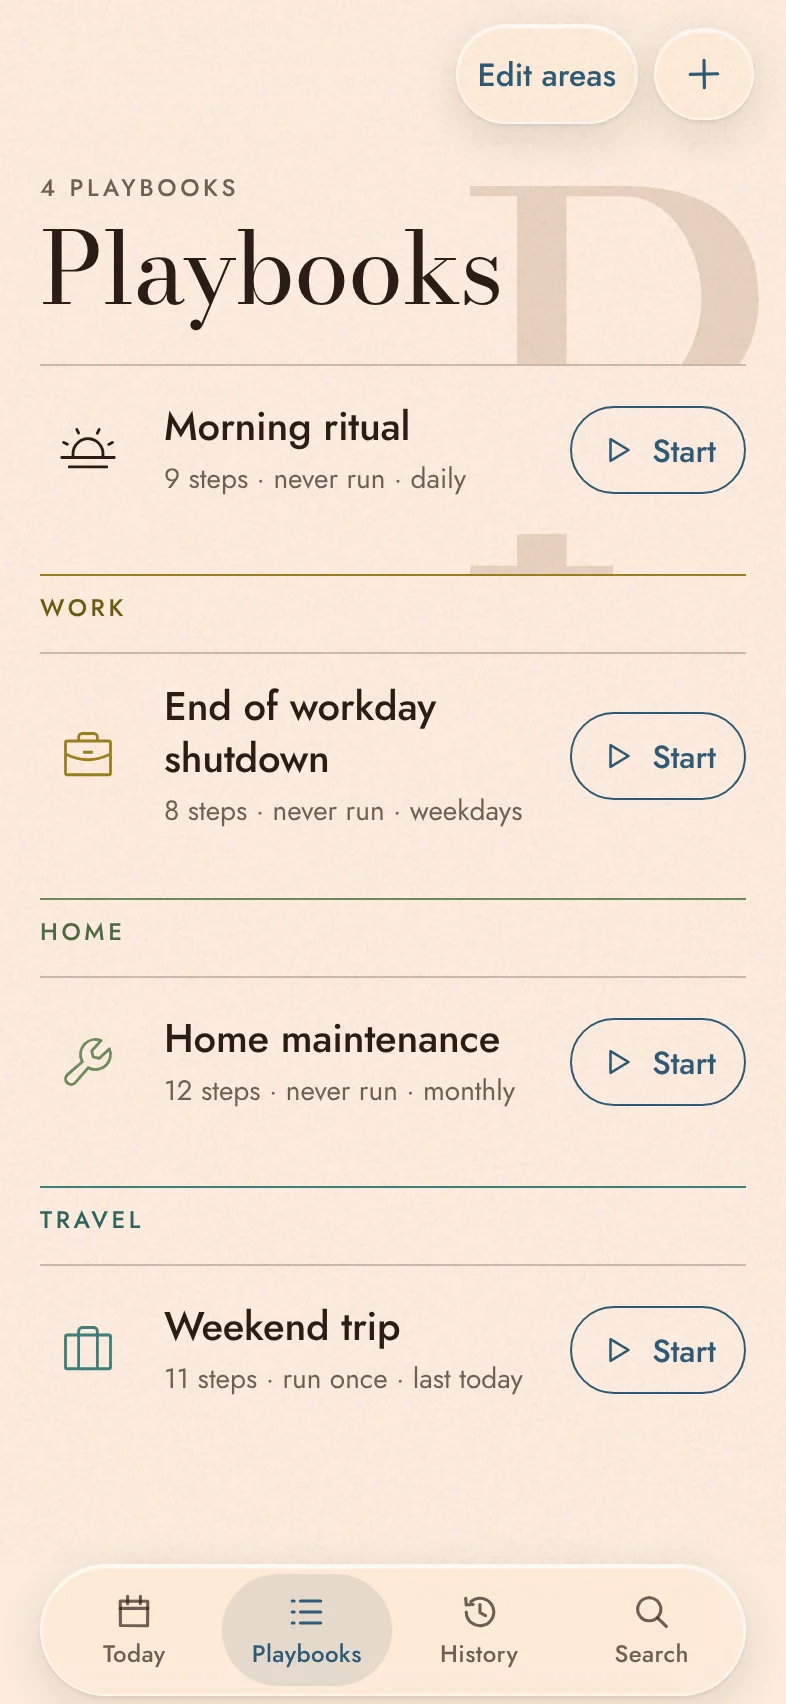 Edit areas
4 PLAYBOOKS
P
Playbooks
Morning ritual
9 steps · never run · daily
Start
WORK
End of workday
shutdown
8 steps · never run · weekdays
Start
HOME
Home maintenance
12 steps · never run · monthly
Start
TRAVEL
Weekend trip
11 steps · run once · last today
Start
Today
Playbooks
History
Search